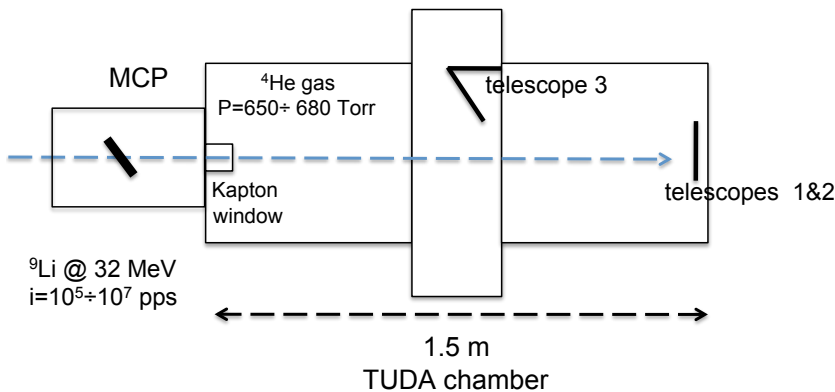 MCP
⁴He gas
P=650÷ 680 Torr
telescope 3
Kapton
window
telescopes 1&2
⁹Li @ 32 MeV
i=10⁵÷10⁷ pps
1.5 m
TUDA chamber